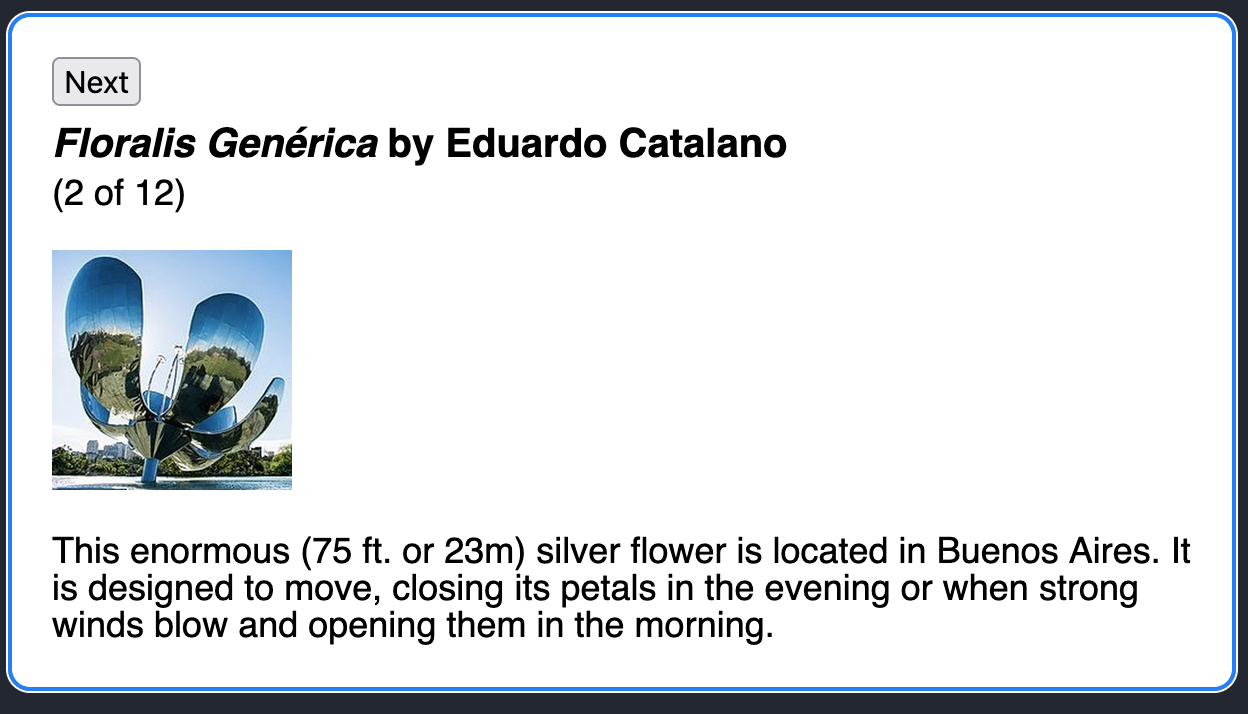 Next
Floralis Genérica by Eduardo Catalano
(2 of 12)
This enormous (75 ft. or 23m) silver flower is located in Buenos Aires. It
is designed to move, closing its petals in the evening or when strong
winds blow and opening them in the morning.